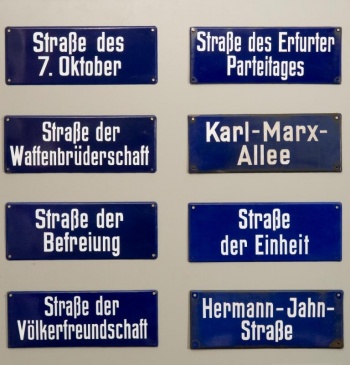 Straße des
7. Oktober
Straße des Erfurter
Parteitages
Straße der
Waffenbrüderschaft
Karl-Marx-
Allee
Straße der
Befreiung
Straße
der Einheit
Straße der
Völkerfreundschaft
Hermann-Jahn-
Straße